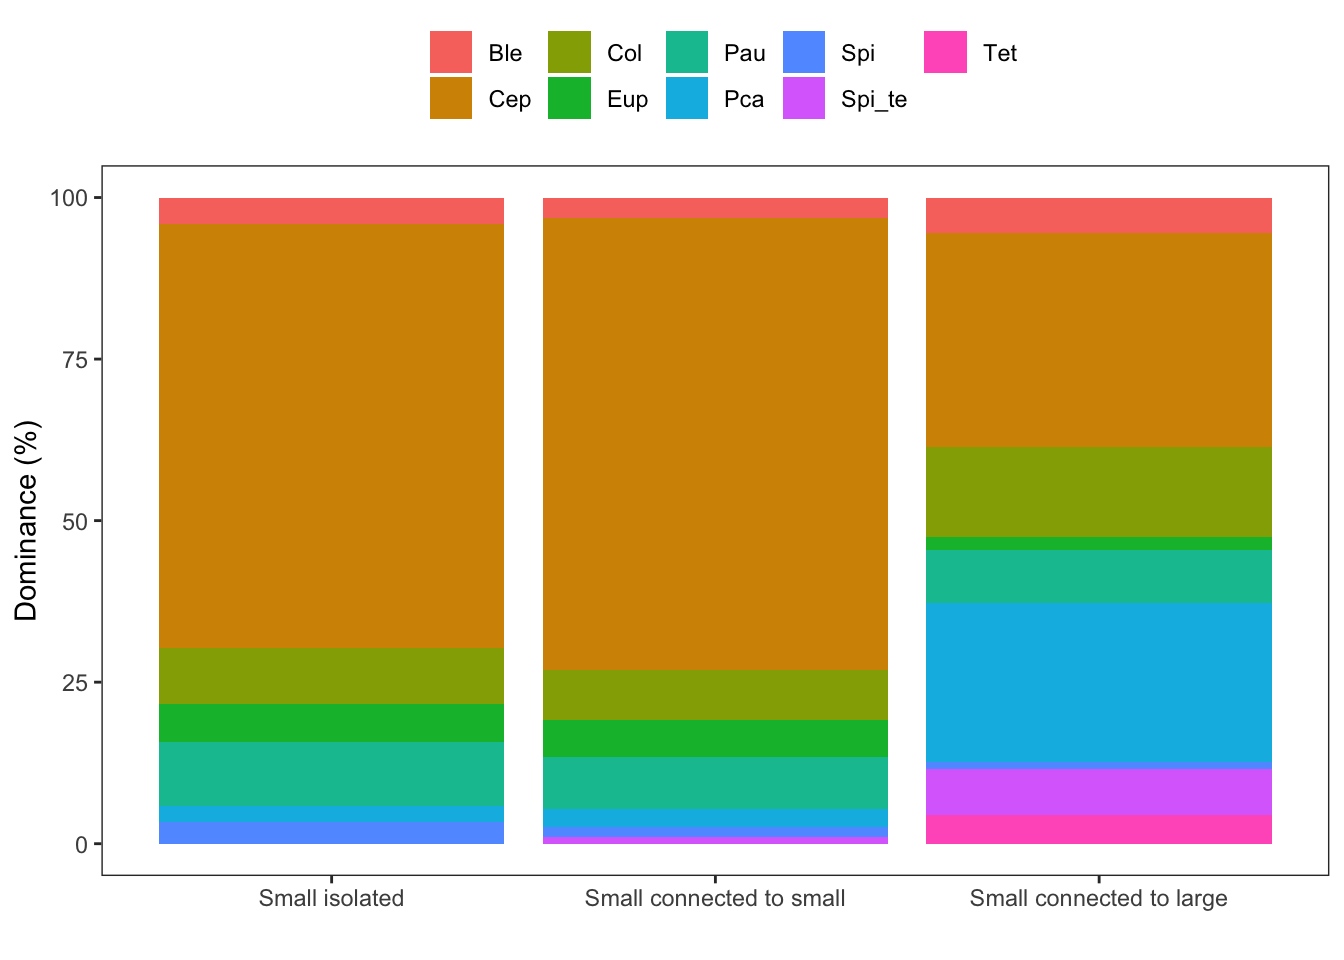 Ble Col Pau Spi Tet
Cep Eup Pca Spi_te
Dominance (%)
100
75
50
25
0
Small isolated Small connected to small Small connected to large